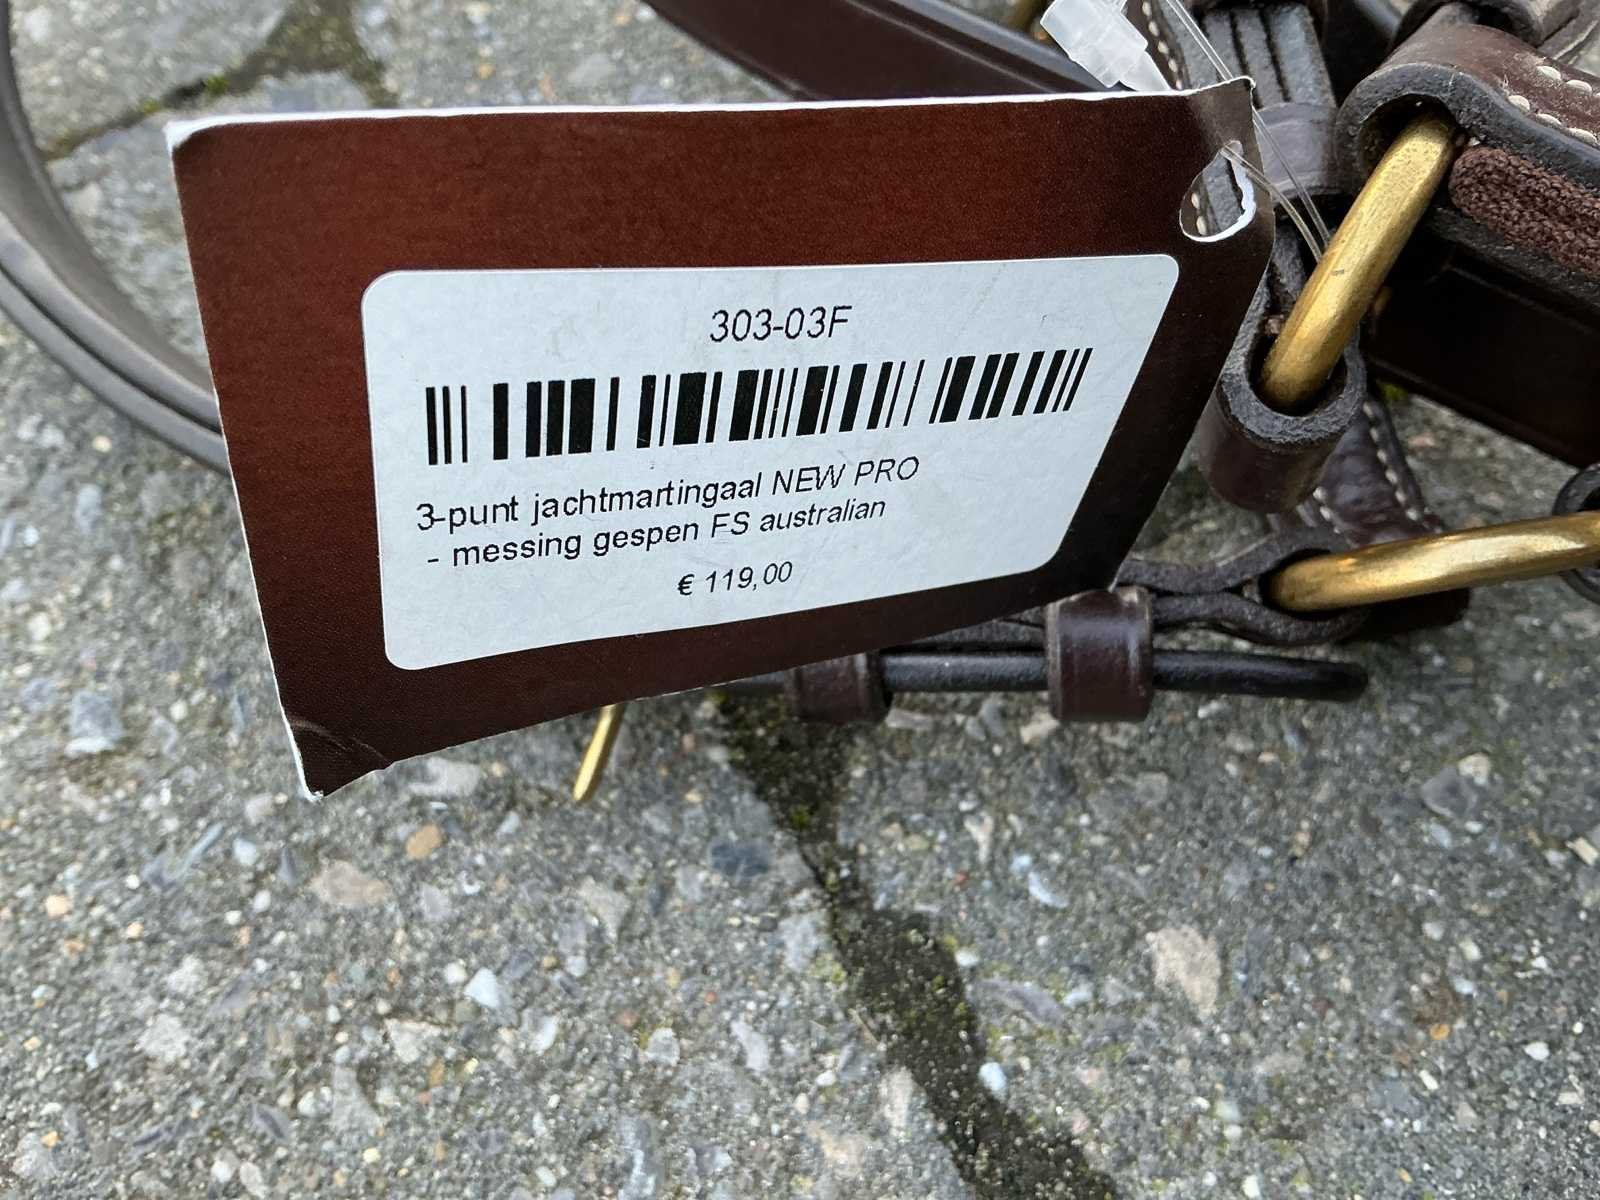 303-03F
3-punt jachtmartingaal NEW PRO
- messing gespen FS australian
€ 119,00